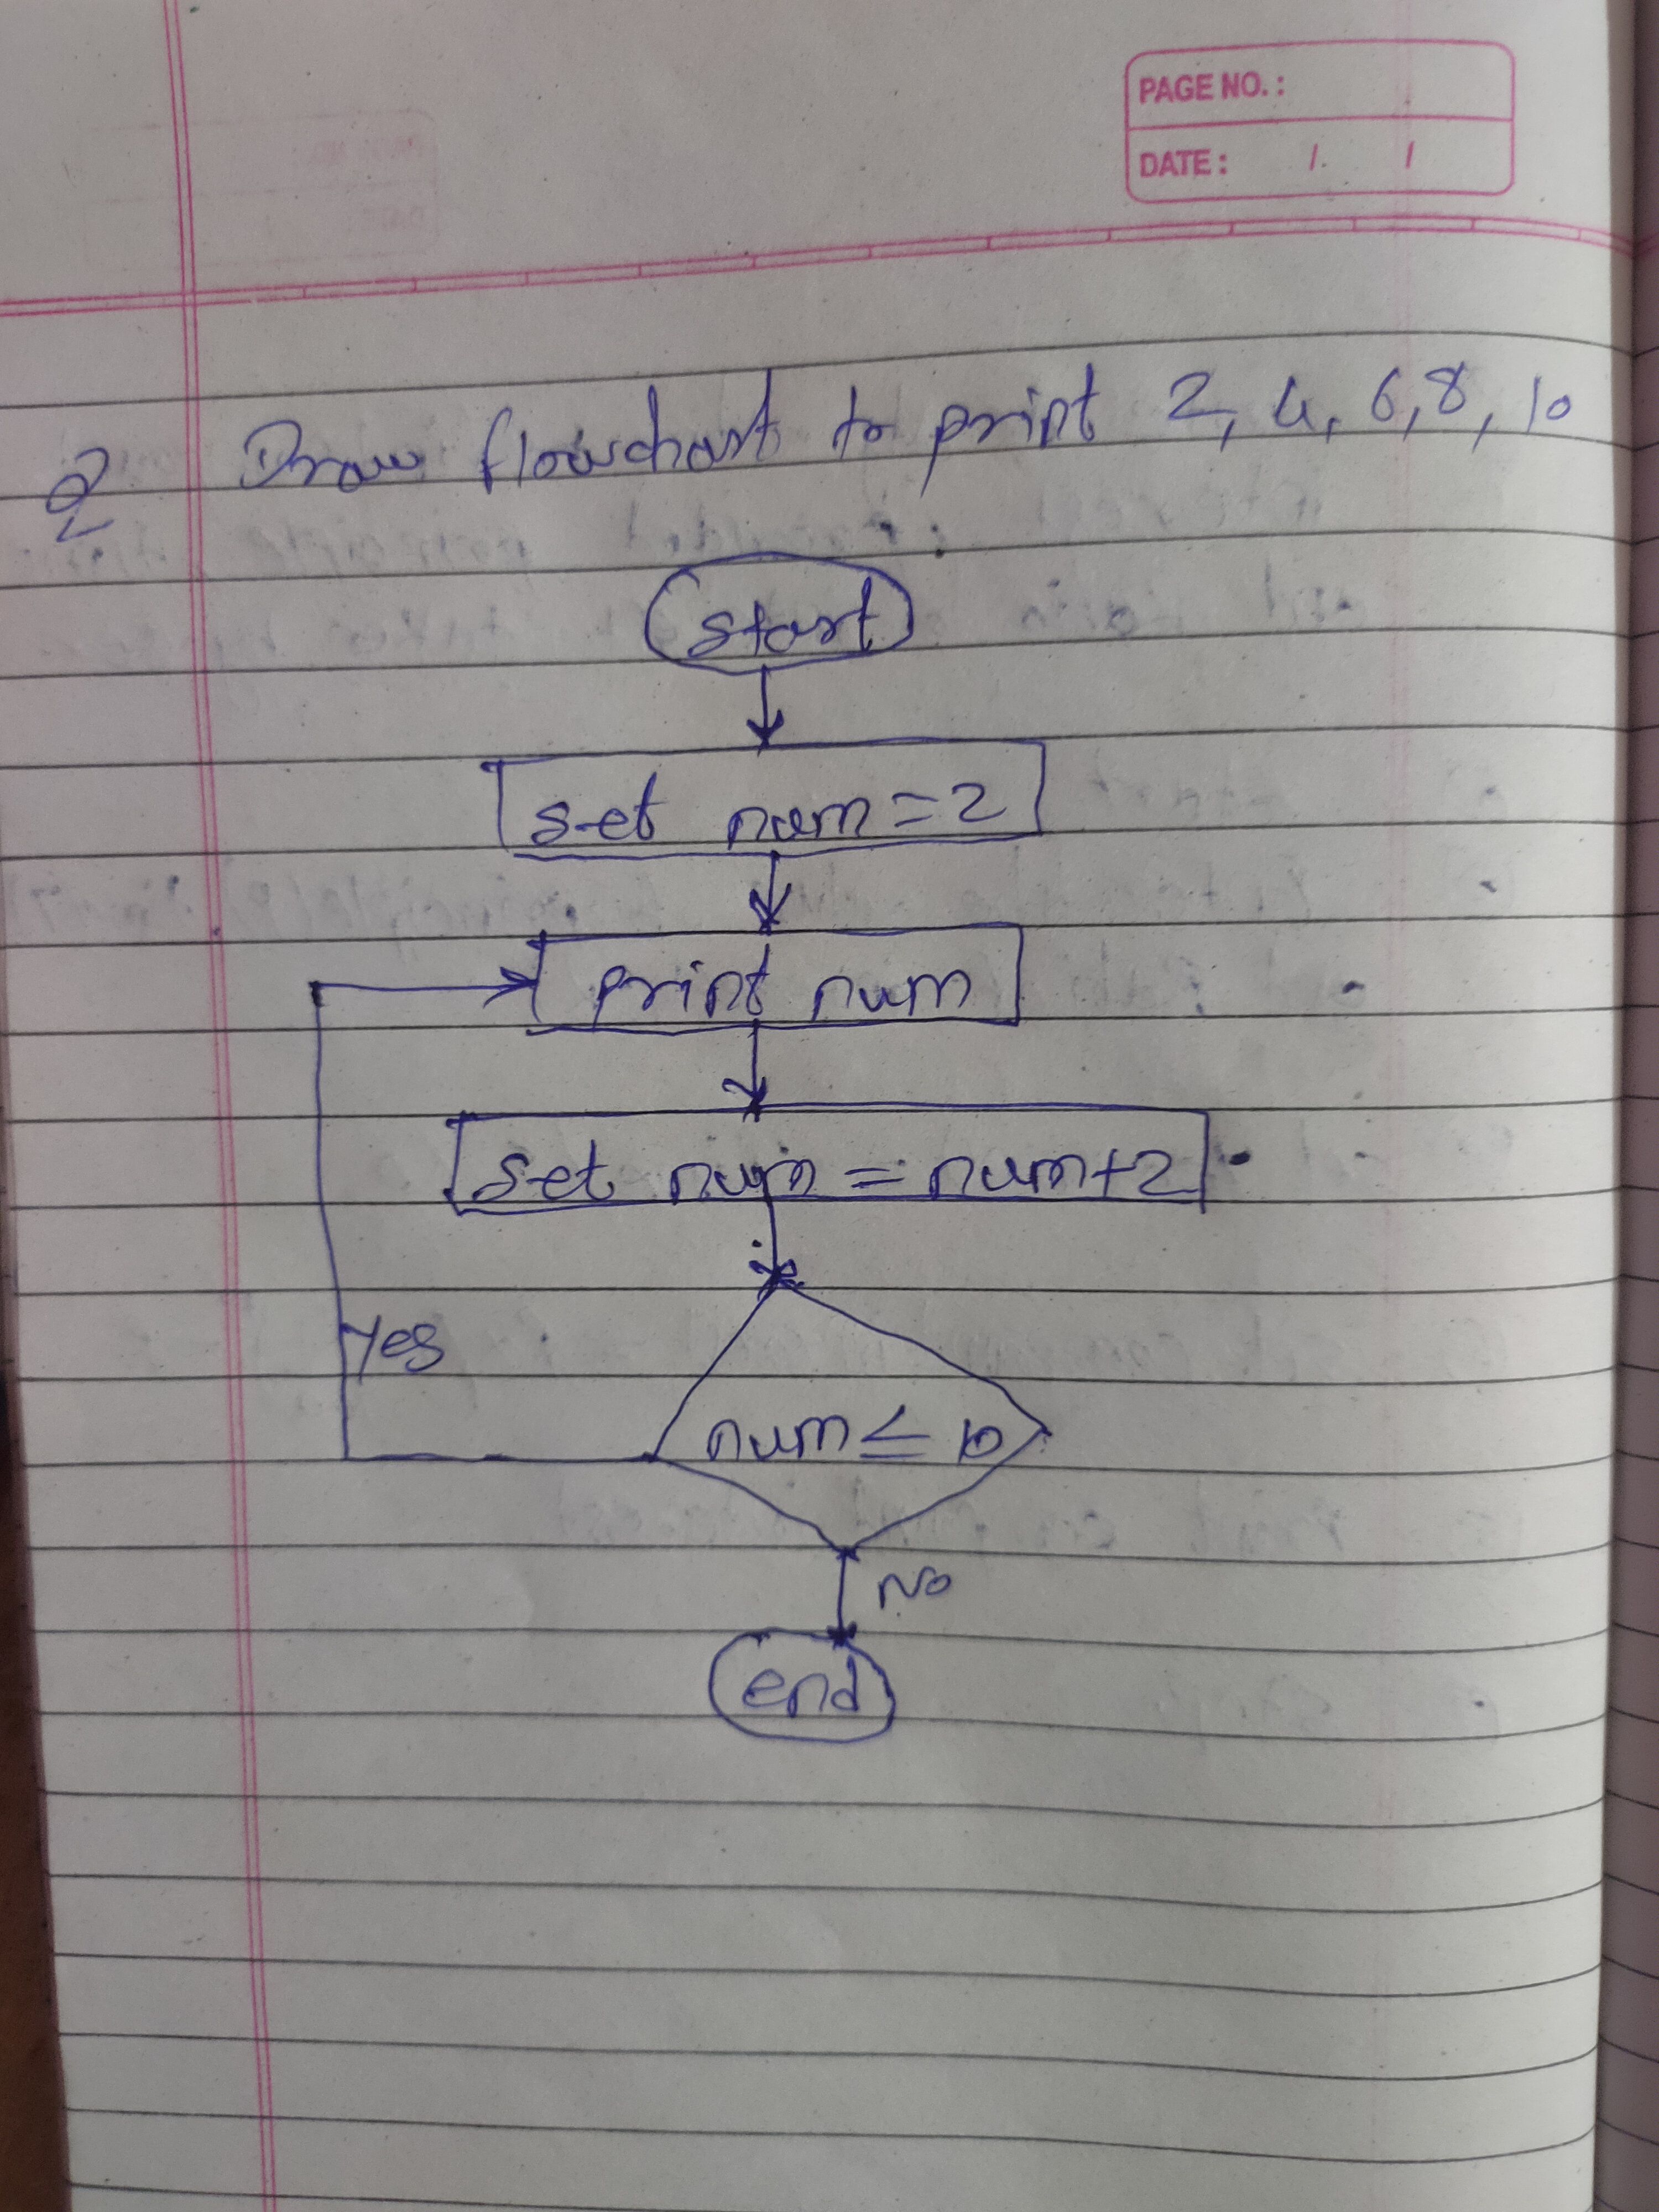 PAGE NO. :
DATE : / /
Q Draw flowchart to print 2, 4, 6, 8, 10
start
set num = 2
print num
set num = num+2
yes
num ≤ 10
No
end